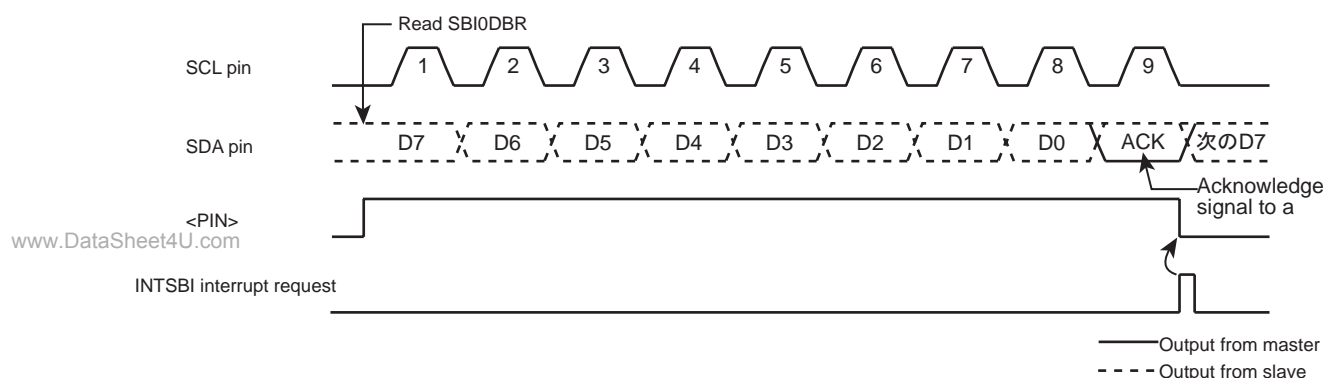 Read SBI0DBR
SCL pin
1 2 3 4 5 6 7 8 9
SDA pin
D7 D6 D5 D4 D3 D2 D1 D0 ACK 次のD7
Acknowledge
signal to a
<PIN>
www.DataSheet4U.com
INTSBI interrupt request
Output from master
Output from slave